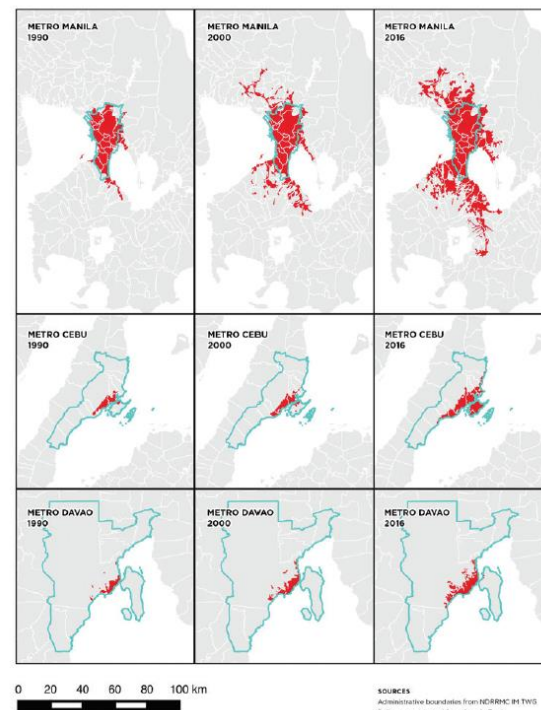 METRO MANILA
1990
METRO MANILA
2000
METRO MANILA
2016
METRO CEBU
1990
METRO CEBU
2000
METRO CEBU
2016
METRO DAVAO
1990
METRO DAVAO
2000
METRO DAVAO
2016
0 20 40 60 80 100 km
SOURCES
Administrative boundaries from NDRRMC IM TWG